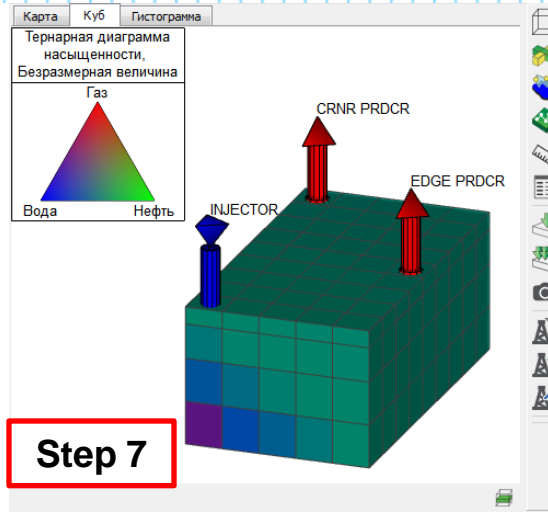 Карта Куб Гистограмма
Тернарная диаграмма
насыщенности,
Безразмерная величина
Газ
Вода Нефть
CRNR PRDCR
EDGE PRDCR
INJECTOR
Step 7